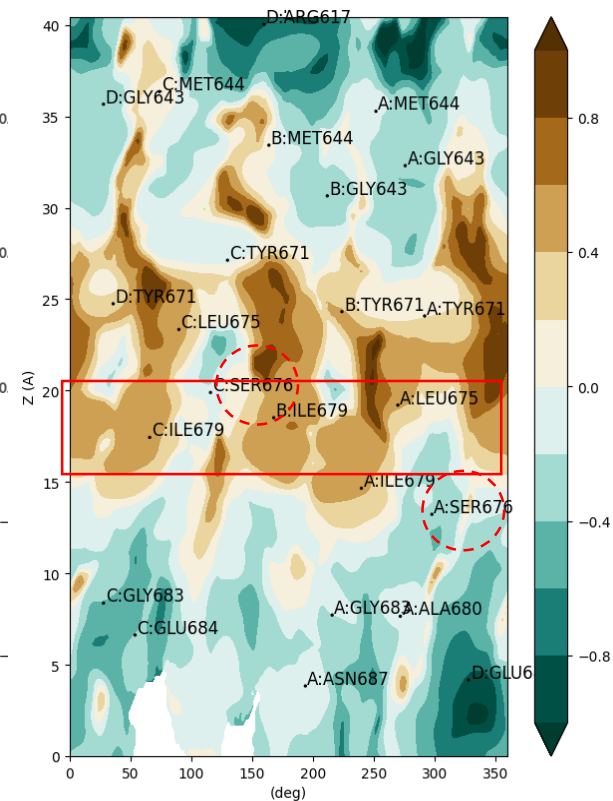 D:ARG617
40
C:MET644
D:GLY643
A:MET644
35
0.8
B:MET644
A:GLY643
B:GLY643
30
C:TYR671
0.4
D:TYR671
25
B:TYR671
A:TYR671
C:LEU675
Z (A)
20
C:SER676
0.0
A:LEU675
B:ILE679
C:ILE679
15
A:ILE679
A:SER676
−0.4
10
C:GLY683
A:GLY683
A:ALA680
C:GLU684
−0.8
5
A:ASN687
D:GLU6
0
0 50 100 150 200 250 300 350
(deg)